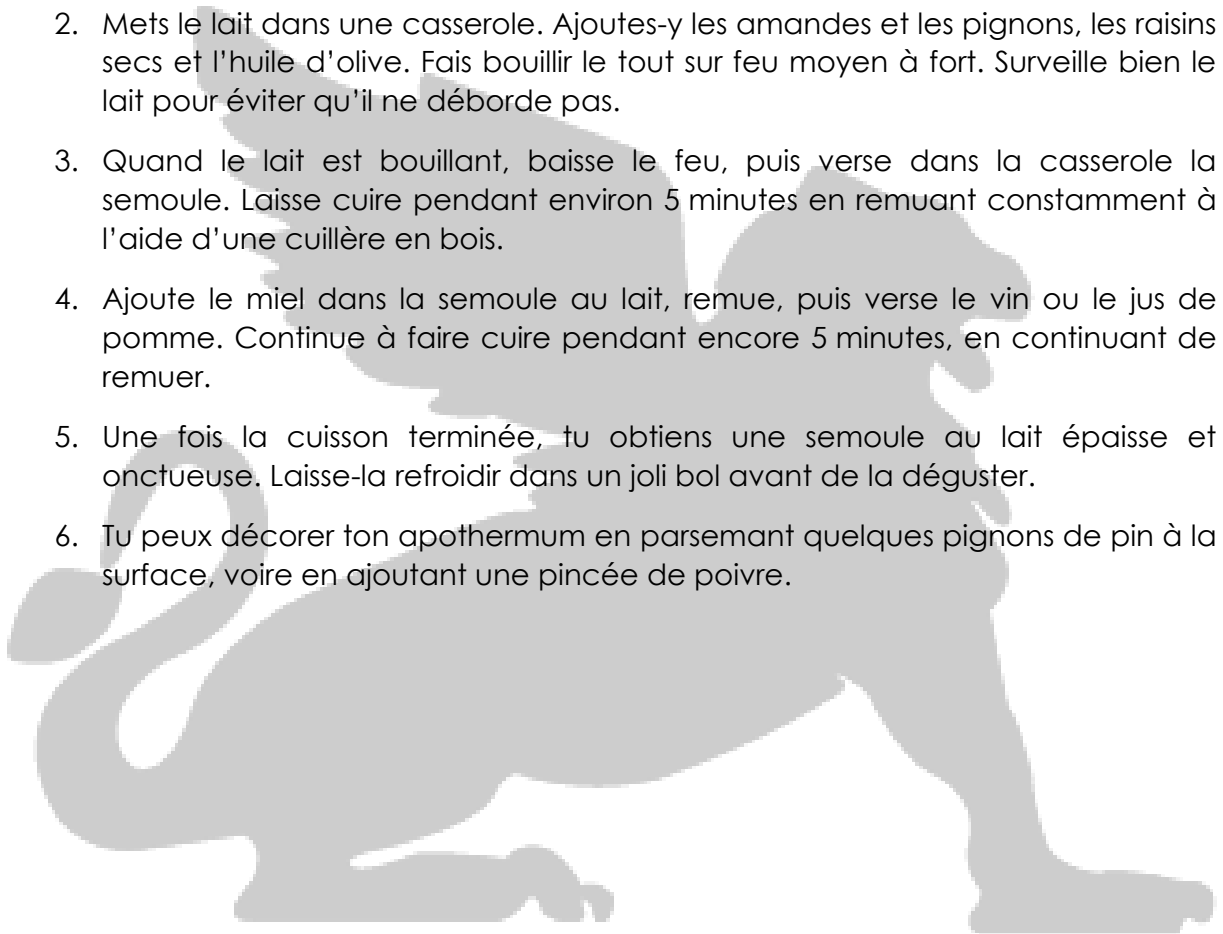 2. Mets le lait dans une casserole. Ajoutes-y les amandes et les pignons, les raisins
secs et l'huile d'olive. Fais bouillir le tout sur feu moyen à fort. Surveille bien le
lait pour éviter qu'il ne déborde pas.
3. Quand le lait est bouillant, baisse le feu, puis verse dans la casserole la
semoule. Laisse cuire pendant environ 5 minutes en remuant constamment à
l'aide d'une cuillère en bois.
4. Ajoute le miel dans la semoule au lait, remue, puis verse le vin ou le jus de
pomme. Continue à faire cuire pendant encore 5 minutes, en continuant de
remuer.
5. Une fois la cuisson terminée, tu obtiens une semoule au lait épaisse et
onctueuse. Laisse-la refroidir dans un joli bol avant de la déguster.
6. Tu peux décorer ton apothermum en parsemant quelques pignons de pin à la
surface, voire en ajoutant une pincée de poivre.